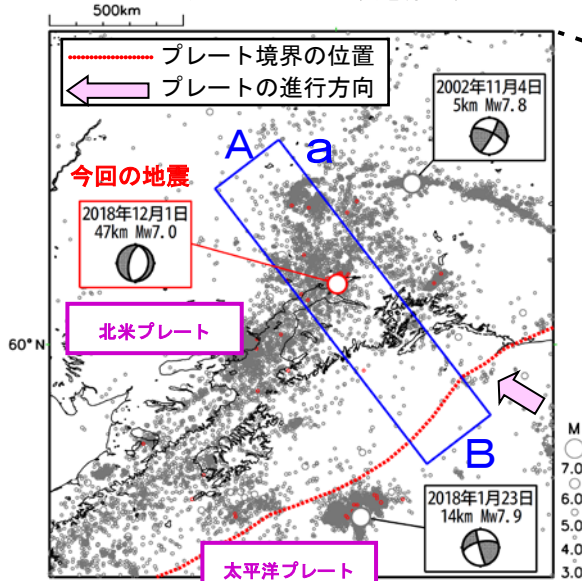 500km
プレート境界の位置
プレートの進行方向
2002年11月4日
5km Mw7.8
A
a
今回の地震
2018年12月1日
47km Mw7.0
北米プレート
60°N
B
M
7.0
6.0
5.0
4.0
3.0
2018年1月23日
14km Mw7.9
太平洋プレート